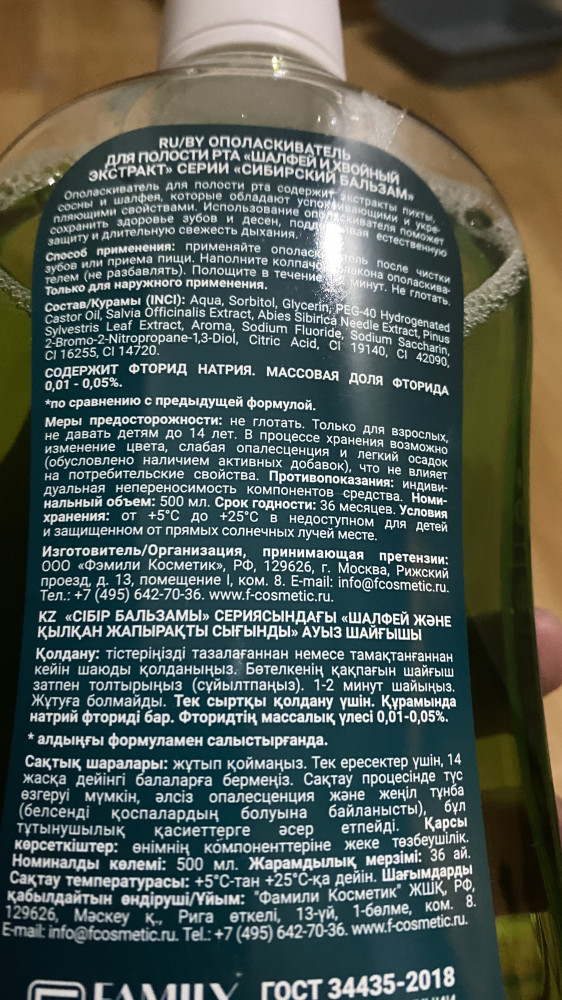 RU/BY ОПОЛАСКИВАТЕЛЬ
ДЛЯ ПОЛОСТИ РТА «ШАЛФЕЙ И ХВОЙНЫЙ
ЭКСТРАКТ» СЕРИИ «СИБИРСКИЙ БАЛЬЗАМ»
Ополаскиватель для полости рта содержит экстракты пихты,
сосны и шалфея, которые обладают успокаивающими и укре-
пляющими свойствами. Использование ополаскивателя поможет
сохранить здоровье зубов и десен, поддерживая естественную
защиту и длительную свежесть дыхания.
Способ применения: применяйте ополаскиватель после чистки
зубов или приема пищи. Наполните колпачок флакона ополаскива-
телем (не разбавлять). Полощите в течение минут. Не глотать.
Только для наружного применения.
Состав/Курамы (INCI): Aqua, Sorbitol, Glycerin, PEG-40 Hydrogenated
Castor Oil, Salvia Officinalis Extract, Abies Sibirica Needle Extract, Pinus
Sylvestris Leaf Extract, Aroma, Sodium Fluoride, Sodium Saccharin,
2-Bromo-2-Nitropropane-1,3-Diol, Citric Acid, CI 19140, CI 42090,
CI 16255, CI 14720.
СОДЕРЖИТ ФТОРИД НАТРИЯ. МАССОВАЯ ДОЛЯ ФТОРИДА
0,01 - 0,05%.
*по сравнению с предыдущей формулой.
Меры предосторожности: не глотать. Только для взрослых,
не давать детям до 14 лет. В процессе хранения возможно
изменение цвета, слабая опалесценция и легкий осадок
(обусловлено наличием активных добавок), что не влияет
на потребительские свойства. Противопоказания: индиви-
дуальная непереносимость компонентов средства. Номи-
нальный объем: 500 мл. Срок годности: 36 месяцев. Условия
хранения: от +5°С до +25°С в недоступном для детей
и защищенном от прямых солнечных лучей месте.
Изготовитель/Организация, принимающая претензии:
ООО «Фэмили Косметик», РФ, 129626, г. Москва, Рижский
проезд, д. 13, помещение I, ком. 8. E-mail: info@fcosmetic.ru.
Тел.: +7 (495) 642-70-36. www.f-cosmetic.ru.
KZ «СІБІР БАЛЬЗАМЫ» СЕРИЯСЫНДАҒЫ «ШАЛФЕЙ ЖӘНЕ
ҚЫЛҚАН ЖАПЫРАҚТЫ СЫҒЫНДЫ» АУЫЗ ШАЙҒЫШЫ
Қолдану: тістеріңізді тазалағаннан немесе тамақтанғаннан
кейін шаюды қолданыңыз. Бөтелкенің қақпағын шайғыш
затпен толтырыңыз (сұйылтпаңыз). 1-2 минут шайыңыз.
Жұтуға болмайды. Тек сыртқы қолдану үшін. Құрамында
натрий фториді бар. Фторидтің массалық үлесі 0,01-0,05%.
* алдыңғы формуламен салыстырғанда.
Сақтық шаралары: жұтып қоймаңыз. Тек ересектер үшін, 14
жасқа дейінгі балаларға бермеңіз. Сақтау процесінде түс
өзгеруі мүмкін, әлсіз опалесценция және жеңіл тұнба
(белсенді қоспалардың болуына байланысты), бұл
тұтынушылық қасиеттерге әсер етпейді. Қарсы
көрсеткіштер: өнімнің компоненттеріне жеке төзбеушілік.
Номиналды көлемі: 500 мл. Жарамдылық мерзімі: 36 ай.
Сақтау температурасы: +5°С-тан +25°С-қа дейін. Шағымдарды
қабылдайтын өндіруші/Ұйым: "Фамили Косметик" ЖШҚ, РФ,
129626, Мәскеу қ., Рига өткелі, 13-үй, 1-бөлме, ком. 8.
E-mail: info@fcosmetic.ru. Tel.: +7 (495) 642-70-36. www.f-cosmetic.ru.
FAMILY ГОСТ 34435-2018